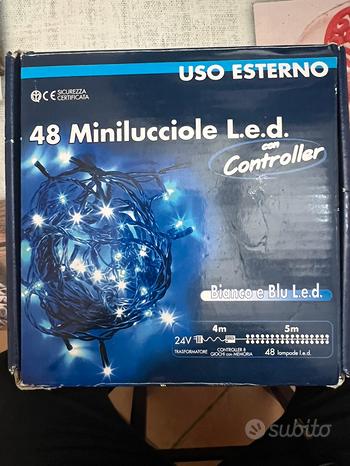 USO ESTERNO
CE SICUREZZA
CERTIFICATA
48 Minilucciole L.e.d.
con
Controller
Bianco e Blu L.e.d.
4m 5m
24V
TRASFORMATORE CONTROLLER 8 48 lampade l.e.d.
GIOCHI con MEMORIA
subito